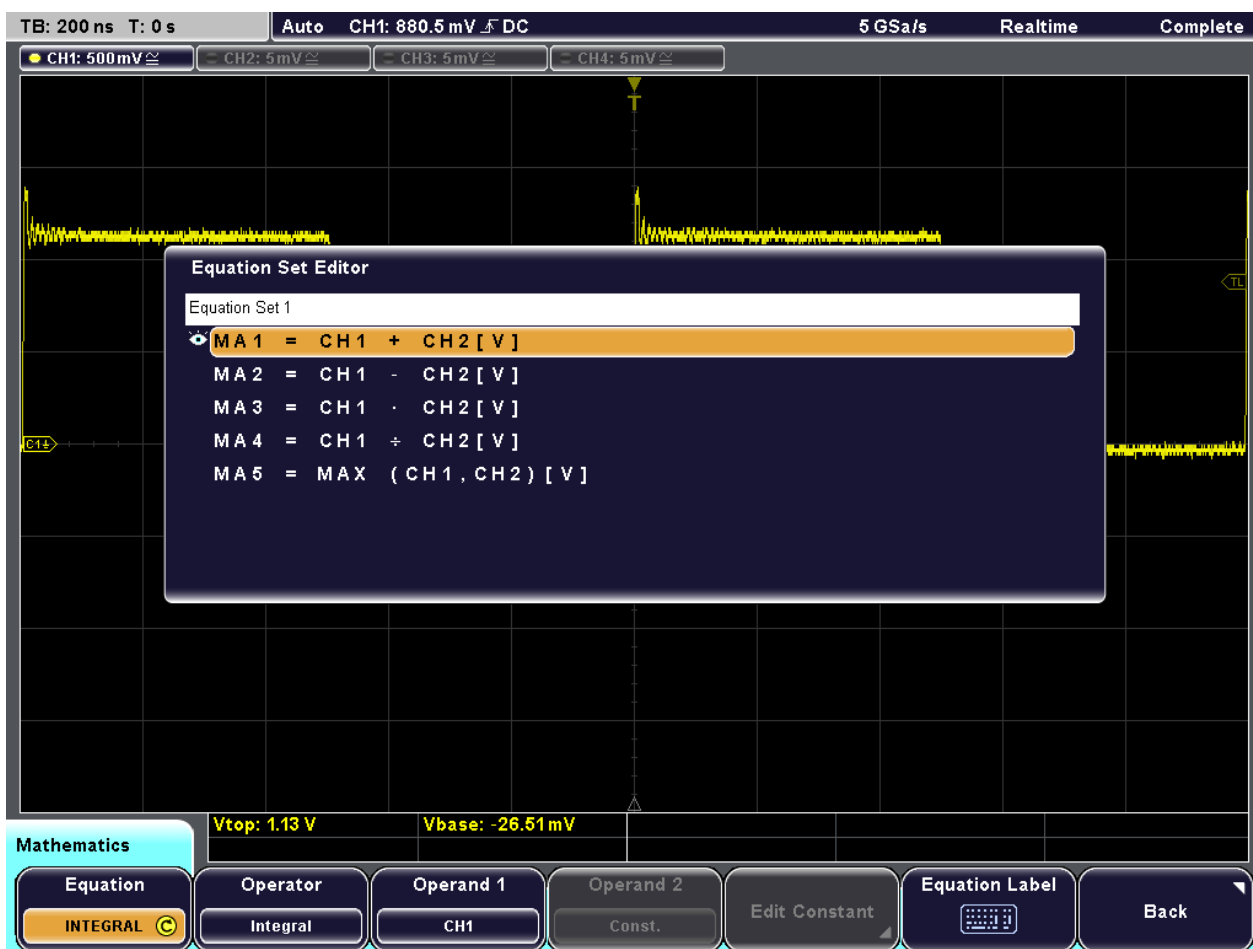 TB: 200 ns T: 0 s Auto CH1: 880.5 mV DC 5 GSa/s Realtime Complete
CH1: 500mV≅ CH2: 5mV≅ CH3: 5mV≅ CH4: 5mV≅
T
Equation Set Editor
TL
Equation Set 1
MA1 = CH1 + CH2[V]
MA2 = CH1 - CH2[V]
MA3 = CH1 · CH2[V]
C1
MA4 = CH1 ÷ CH2[V]
MA5 = MAX (CH1,CH2)[V]
Vtop: 1.13 V Vbase: -26.51 mV
Mathematics
Equation Operator Operand 1 Operand 2 Edit Constant Equation Label Back
INTEGRAL C Integral CH1 Const.